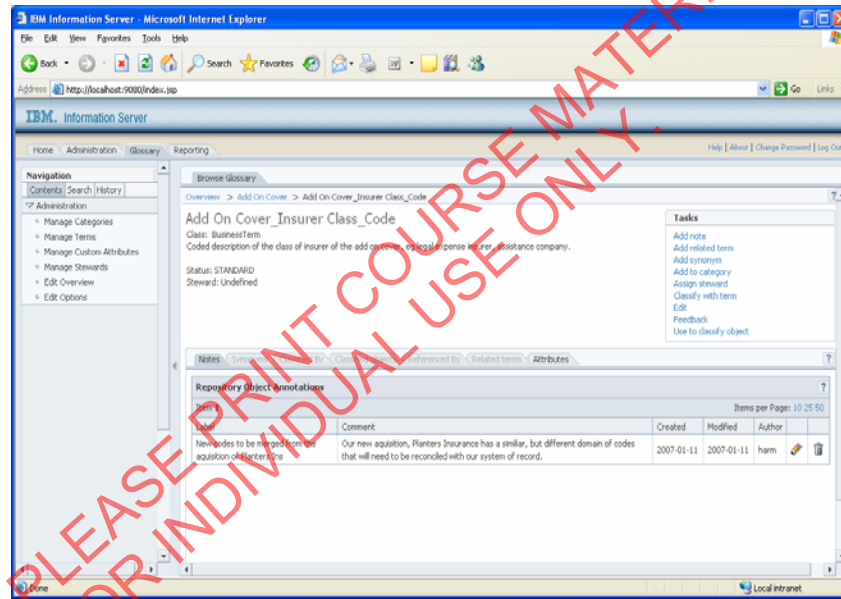 IBM Information Server - Microsoft Internet Explorer
File Edit View Favorites Tools Help
Back Search Favorites
Address http://localhost:9080/index.jsp Go Links
IBM. Information Server
Home Administration Glossary Reporting Help | About | Change Password | Log Out
Navigation
Contents Search History
Administration
Manage Categories
Manage Terms
Manage Custom Attributes
Manage Stewards
Edit Overview
Edit Options
Browse Glossary
Overview > Add On Cover > Add On Cover_Insurer Class_Code
Add On Cover_Insurer Class_Code
Class: BusinessTerm
Coded description of the class of insurer of the add on cover, eg legal expense insurer, assistance company.
Status: STANDARD
Steward: Undefined
Tasks
Add note
Add related term
Add synonym
Add to category
Assign steward
Classify with term
Edit
Feedback
Use to classify object
Notes Synonyms Classified By Referenced By Related terms Attributes
Repository Object Annotations
Items per Page: 10 25 50
Label Comment Created Modified Author
New codes to be merged from the Our new aquisition, Planters Insurance has a similiar, but different domain of codes 2007-01-11 2007-01-11 harm
aquisition of Planters Ins that will need to be reconciled with our system of record.
Done Local intranet
PLEASE PRINT COURSE MATER
FOR INDIVIDUAL USE ONLY.